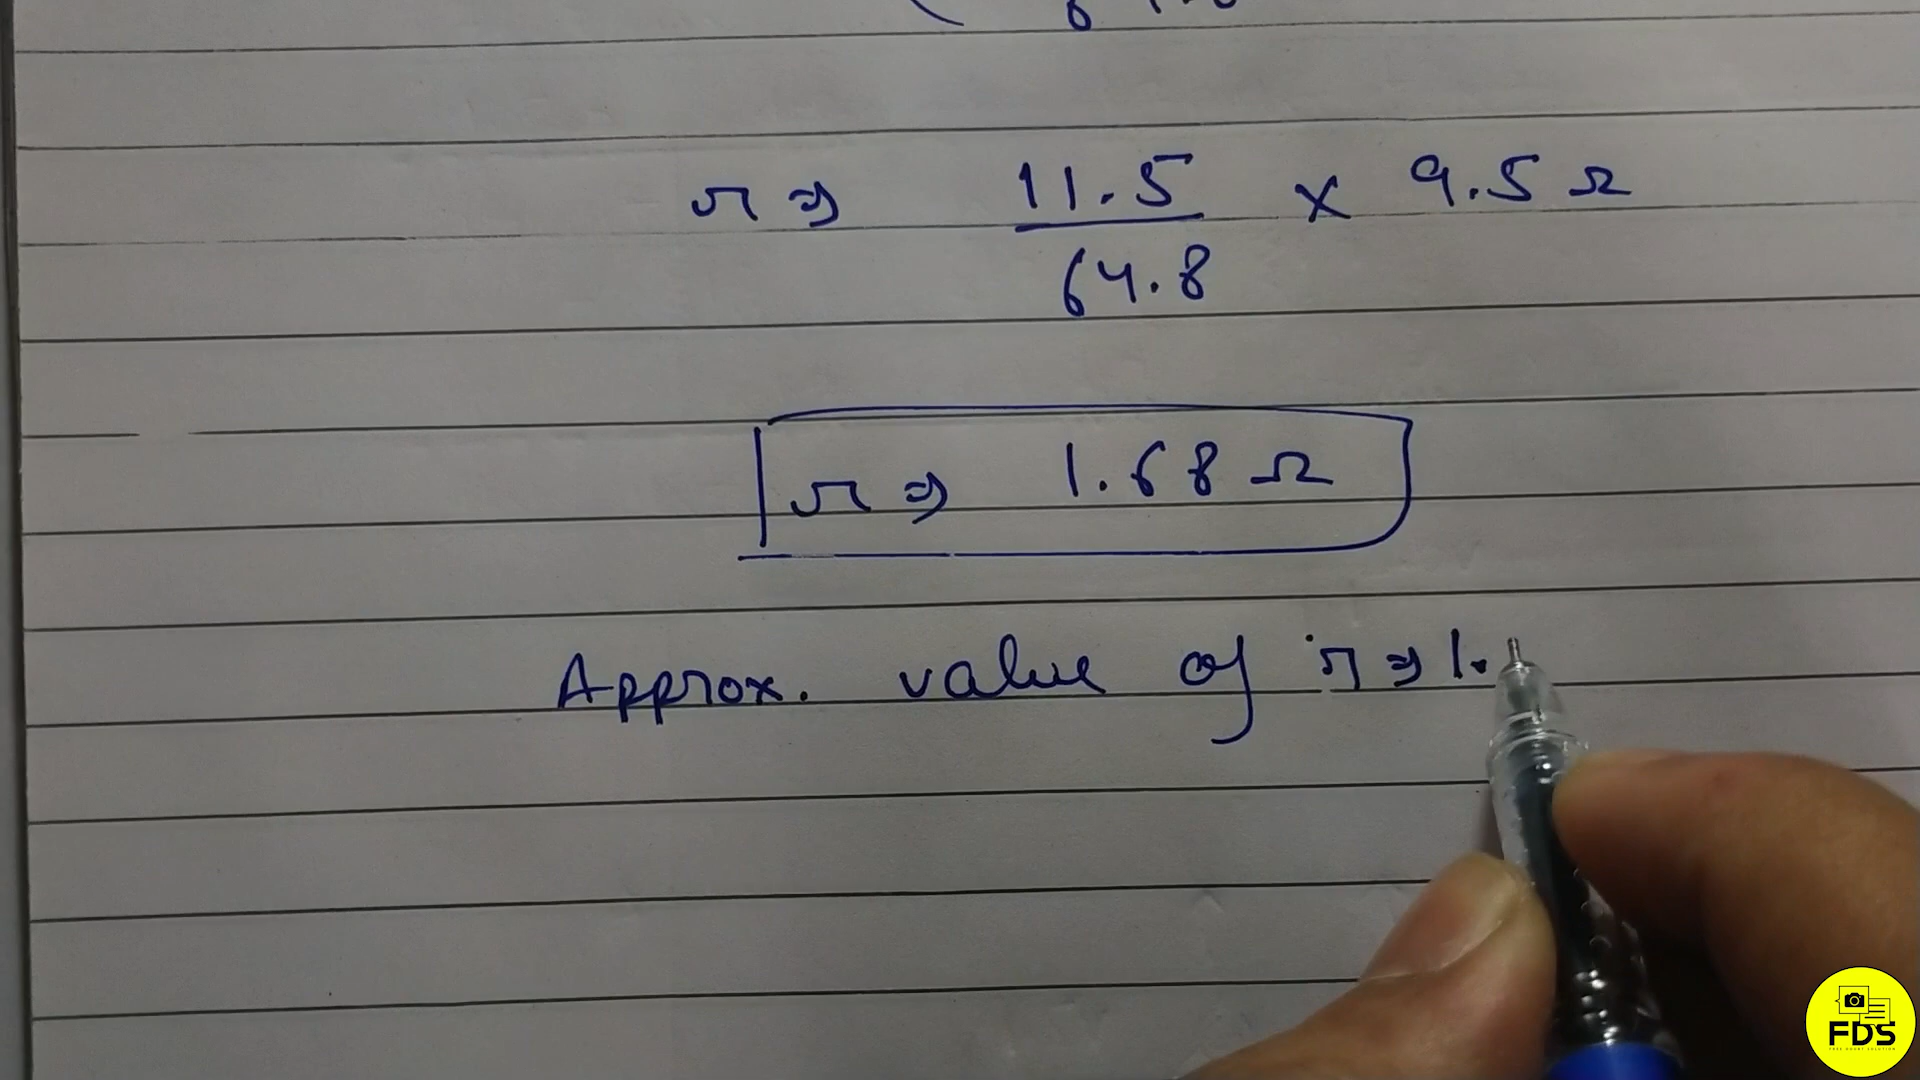 r ⇒ 11.5 / 64.8 × 9.5 Ω
r ⇒ 1.68 Ω
Approx. value of r ⇒ 1.
FDS